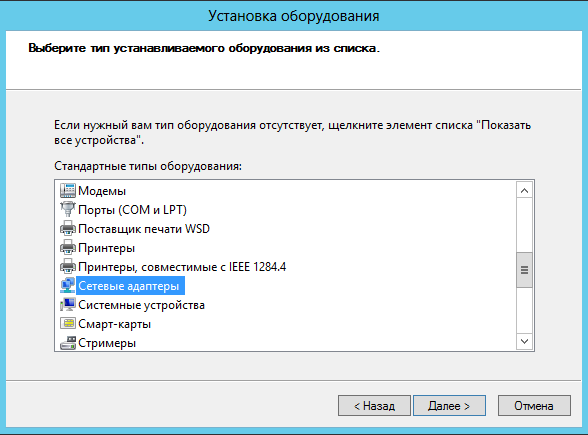 Установка оборудования
Выберите тип устанавливаемого оборудования из списка.
Если нужный вам тип оборудования отсутствует, щелкните элемент списка "Показать
все устройства".
Стандартные типы оборудования:
Модемы
Порты (COM и LPT)
Поставщик печати WSD
Принтеры
Принтеры, совместимые с IEEE 1284.4
Сетевые адаптеры
Системные устройства
Смарт-карты
Стримеры
< Назад
Далее >
Отмена